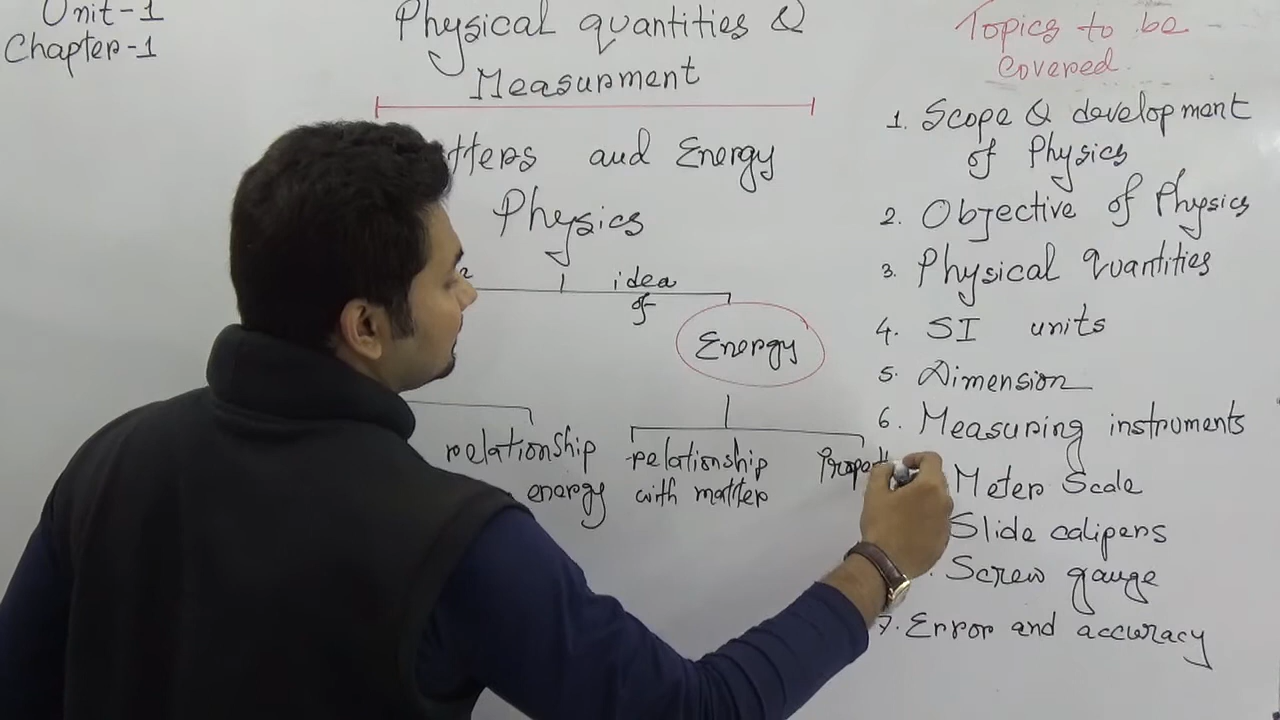 Unit-1
Chapter-1
Physical quantities &
Measurment
and Energy
Physics
idea
of
Energy
relationship
energy
relationship
with matter
Topics to be
covered
1. Scope & development
of Physics
2. Objective of Physics
3. Physical quantities
4. SI units
5. Dimension
6. Measuring instruments
Meter Scale
Slide calipers
Screw gauge
7. Error and accuracy